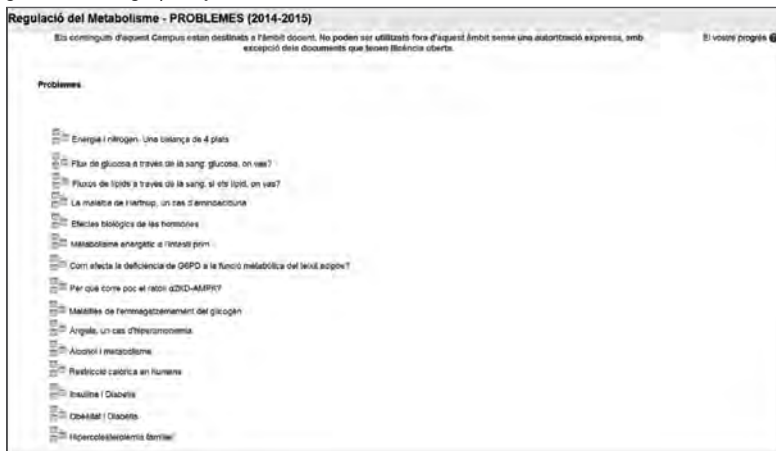 Regulació del Metabolisme - PROBLEMES (2014-2015)
Els continguts d'aquest Campus estan destinats a l'àmbit docent. No poden ser utilitzats fora d'aquest àmbit sense una autorització expressa, amb
excepció dels documents que tenen llicència oberta.
El vostre progrés
Problemes
Energia i nitrogen. Una balança de 4 plats
Flux de glucosa a través de la sang: glucosa, on vas?
Fluxos de lípids a través de la sang, si ets lípid, on vas?
La malaltia de Hartnup, un cas d'aminoacidúria
Efectes biològics de les hormones
Metabolisme energètic a l'intestí prim
Com afecta la deficiència de G6PD a la funció metabòlica del teixit adipós?
Per què corre poc el ratolí α2KD-AMPK?
Malalties de l'emmagatzemament del glicogen
Àngela, un cas d'hiperamonèmia
Alcohol i metabolisme
Restricció calòrica en humans
Insulina i Diabetis
Obesitat i Diabetis
Hipercolesterolèmia familiar